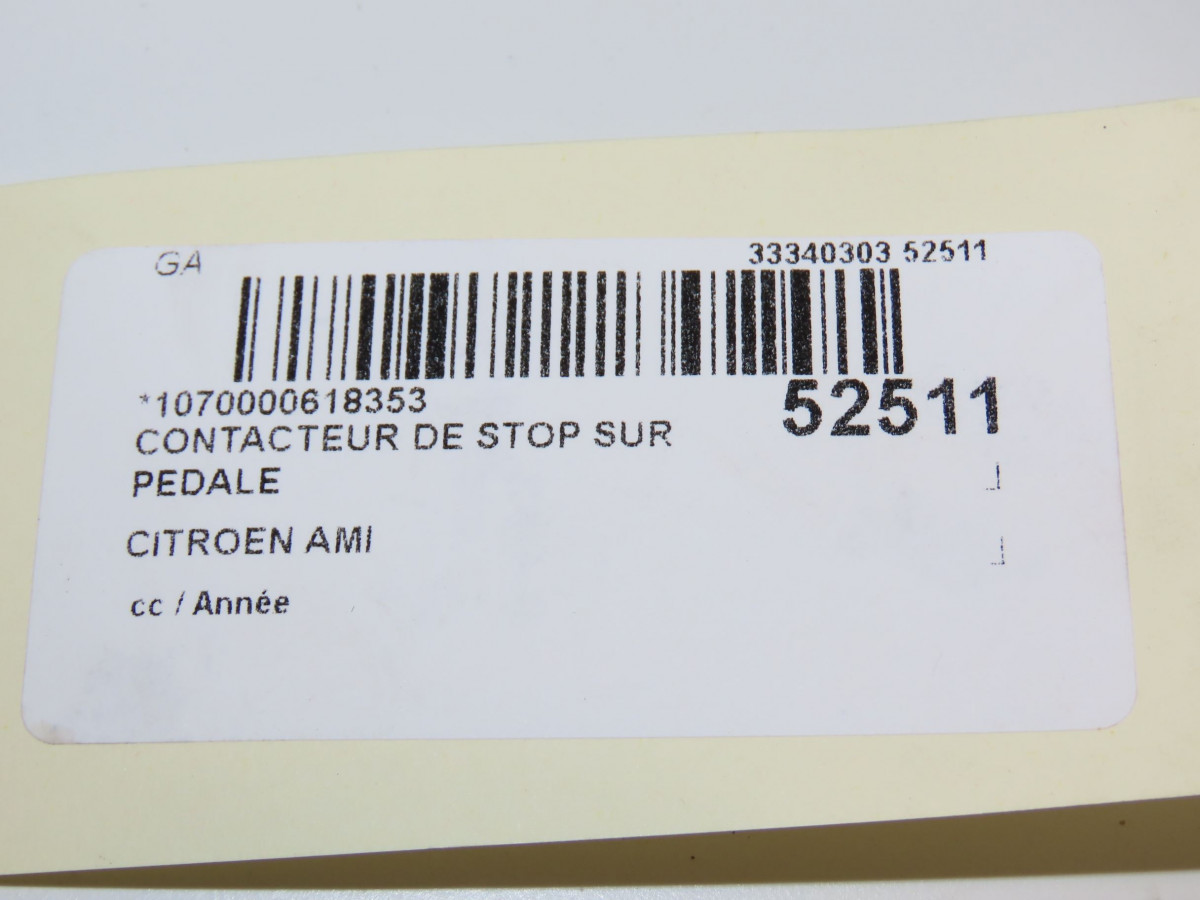 GA
33340303 52511
*1070000618353
52511
CONTACTEUR DE STOP SUR
PEDALE
CITROEN AMI
cc / Année